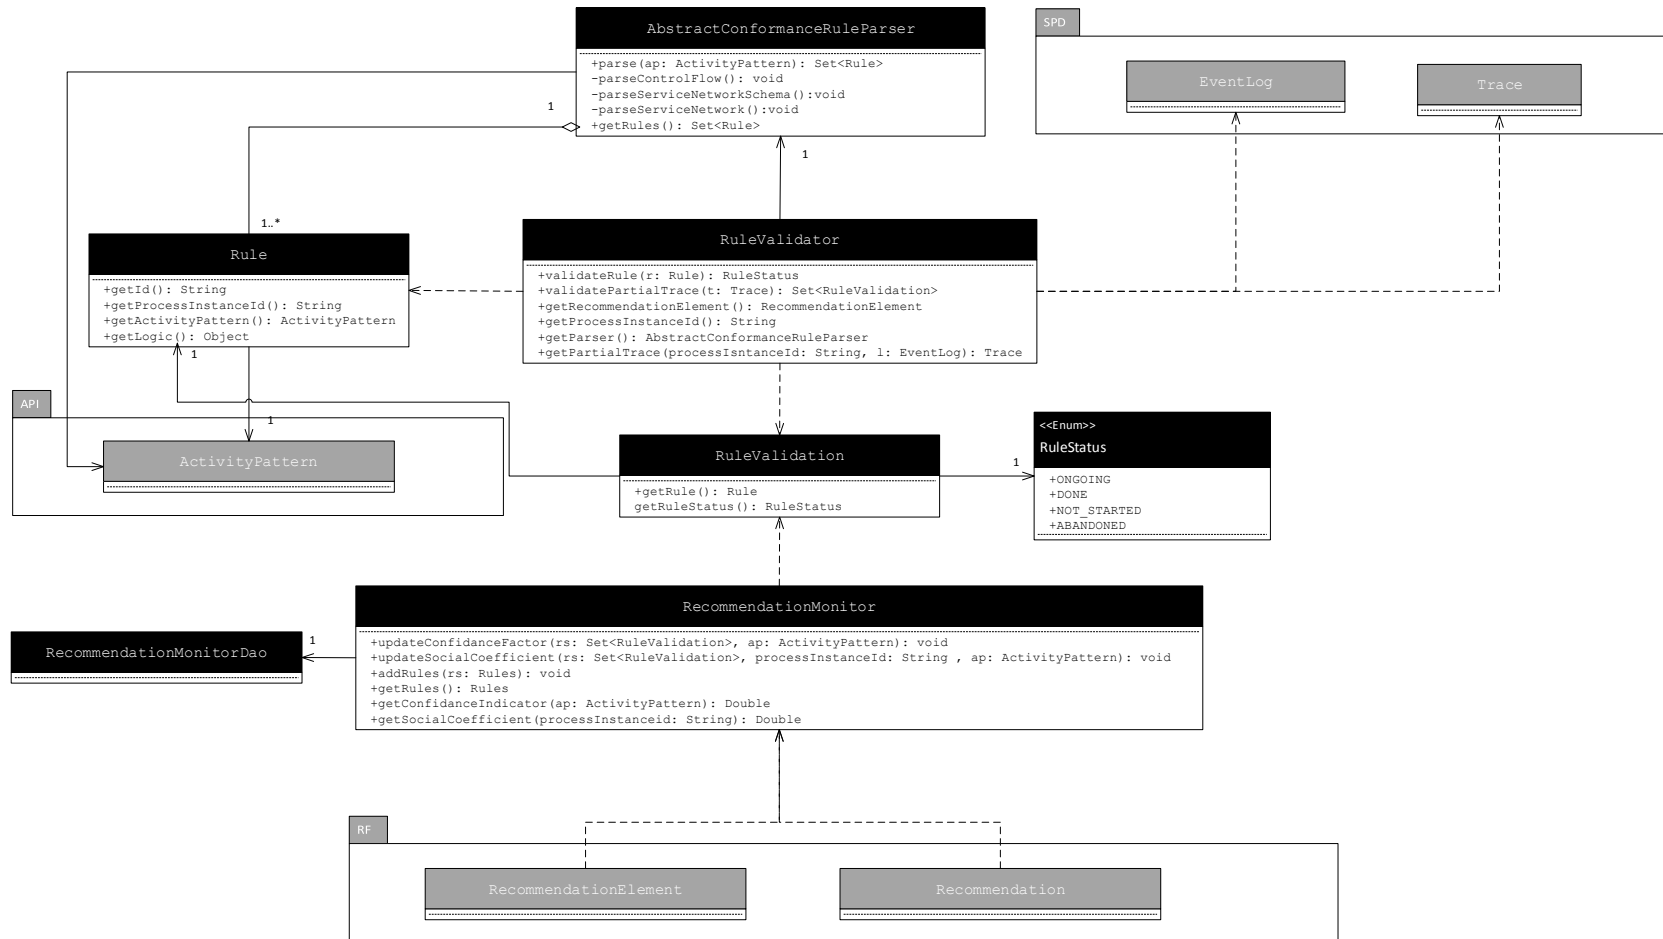 AbstractConformanceRuleParser
+parse(ap: ActivityPattern): Set<Rule>
-parseControlFlow(): void
-parseServiceNetworkSchema():void
-parseServiceNetwork():void
+getRules(): Set<Rule>
SPD
EventLog
Trace
1
1
1..*
Rule
+getId(): String
+getProcessInstanceId(): String
+getActivityPattern(): ActivityPattern
+getLogic(): Object
RuleValidator
+validateRule(r: Rule): RuleStatus
+validatePartialTrace(t: Trace): Set<RuleValidation>
+getRecommendationElement(): RecommendationElement
+getProcessInstanceId(): String
+getParser(): AbstractConformanceRuleParser
+getPartialTrace(processIsntanceId: String, l: EventLog): Trace
1
API
1
ActivityPattern
RuleValidation
+getRule(): Rule
getRuleStatus(): RuleStatus
1
<<Enum>>
RuleStatus
+ONGOING
+DONE
+NOT_STARTED
+ABANDONED
RecommendationMonitorDao
1
RecommendationMonitor
+updateConfidanceFactor(rs: Set<RuleValidation>, ap: ActivityPattern): void
+updateSocialCoefficient(rs: Set<RuleValidation>, processInstanceId: String , ap: ActivityPattern): void
+addRules(rs: Rules): void
+getRules(): Rules
+getConfidanceIndicator(ap: ActivityPattern): Double
+getSocialCoefficient(processInstanceid: String): Double
RF
RecommendationElement
Recommendation